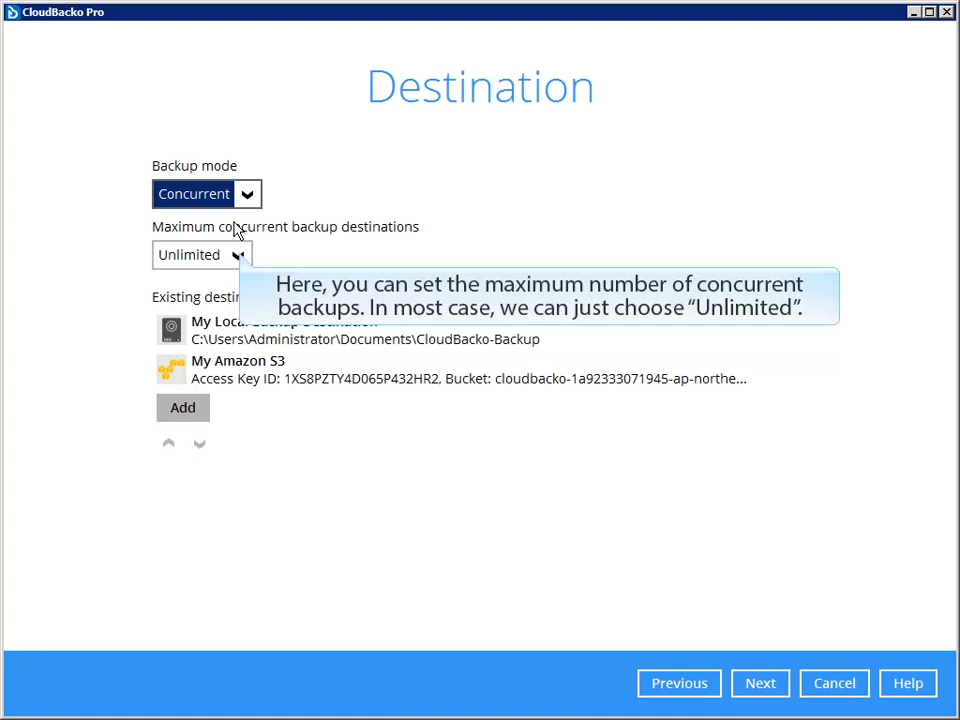 CloudBacko Pro
Destination
Backup mode
Concurrent
Maximum concurrent backup destinations
Unlimited
Here, you can set the maximum number of concurrent
backups. In most case, we can just choose “Unlimited”.
Existing
My Local Backup Destination
C:\Users\Administrator\Documents\CloudBacko-Backup
My Amazon S3
Access Key ID: 1XS8PZTY4D065P432HR2, Bucket: cloudbacko-1a92333071945-ap-northe...
Add
Previous
Next
Cancel
Help